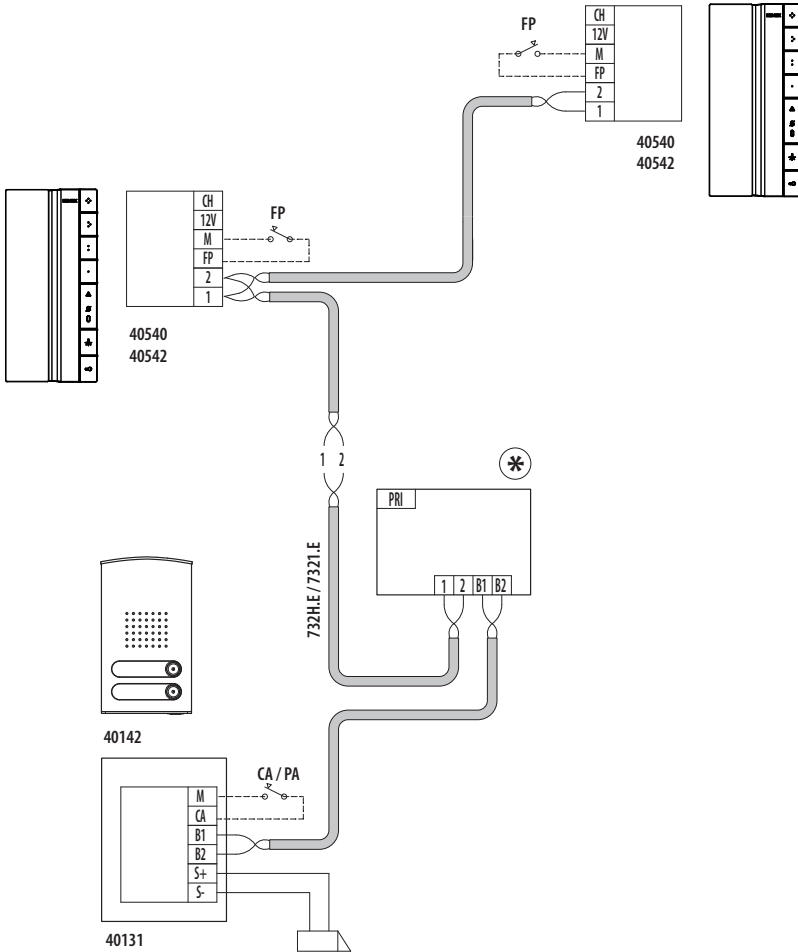 FP
CH
12V
M
FP
2
1
40540
40542
CH
12V
M
FP
2
1
FP
40540
40542
1 2
732H.E / 7321.E
*
PRI
1 2 B1 B2
40142
CA / PA
M
CA
B1
B2
S+
S-
40131